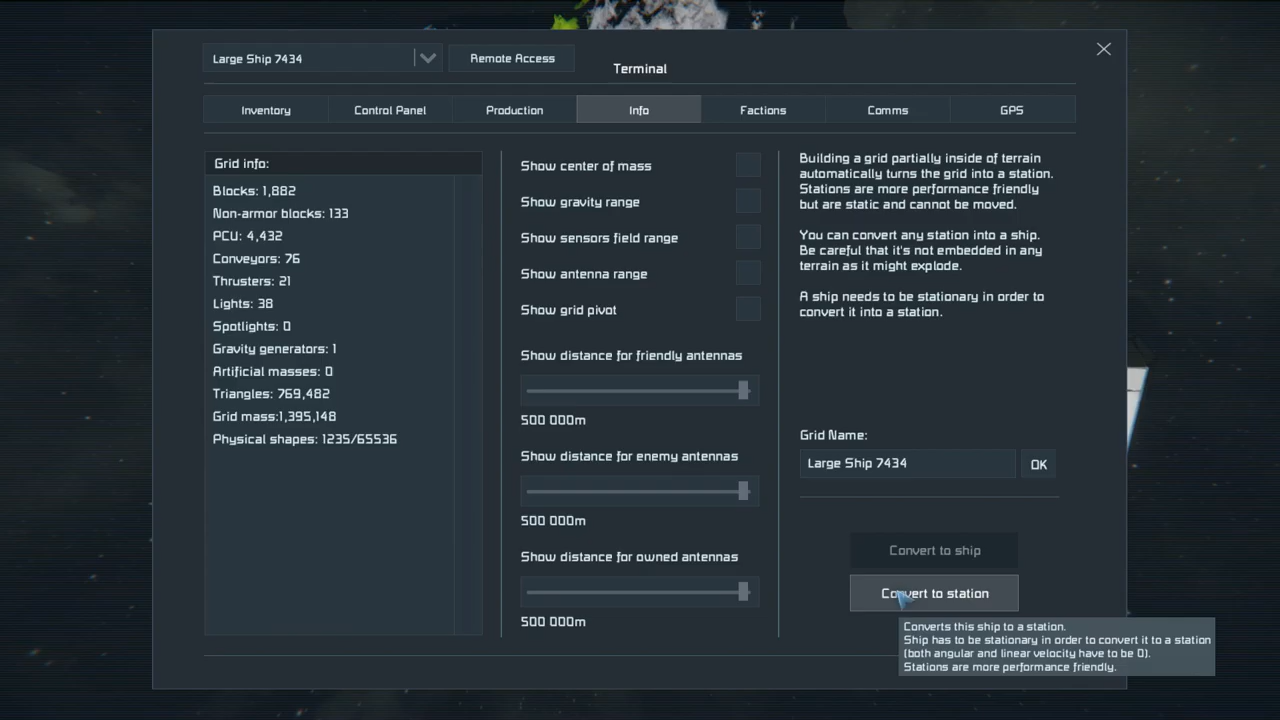 Large Ship 7434
Remote Access
Terminal
Inventory
Control Panel
Production
Info
Factions
Comms
GPS
Grid info:
Blocks: 1,882
Non-armor blocks: 133
PCU: 4,432
Conveyors: 76
Thrusters: 21
Lights: 38
Spotlights: 0
Gravity generators: 1
Artificial masses: 0
Triangles: 769,482
Grid mass:1,395,148
Physical shapes: 1235/65536
Show center of mass
Show gravity range
Show sensors field range
Show antenna range
Show grid pivot
Show distance for friendly antennas
500 000m
Show distance for enemy antennas
500 000m
Show distance for owned antennas
500 000m
Building a grid partially inside of terrain
automatically turns the grid into a station.
Stations are more performance friendly
but are static and cannot be moved.
You can convert any station into a ship.
Be careful that it's not embedded in any
terrain as it might explode.
A ship needs to be stationary in order to
convert it into a station.
Grid Name:
Large Ship 7434
OK
Convert to ship
Convert to station
Converts this ship to a station.
Ship has to be stationary in order to convert it to a station
(both angular and linear velocity have to be 0).
Stations are more performance friendly.